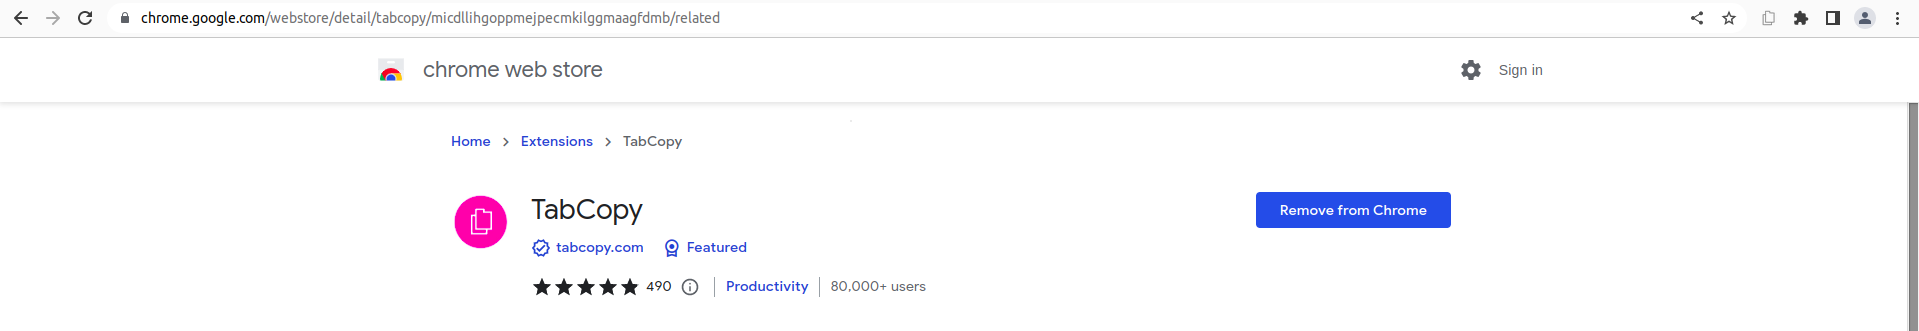 chrome.google.com/webstore/detail/tabcopy/micdllihgoppmejpecmkilggmaagfdmb/related
chrome web store
Sign in
Home > Extensions > TabCopy
TabCopy
Remove from Chrome
tabcopy.com Featured
490 Productivity 80,000+ users